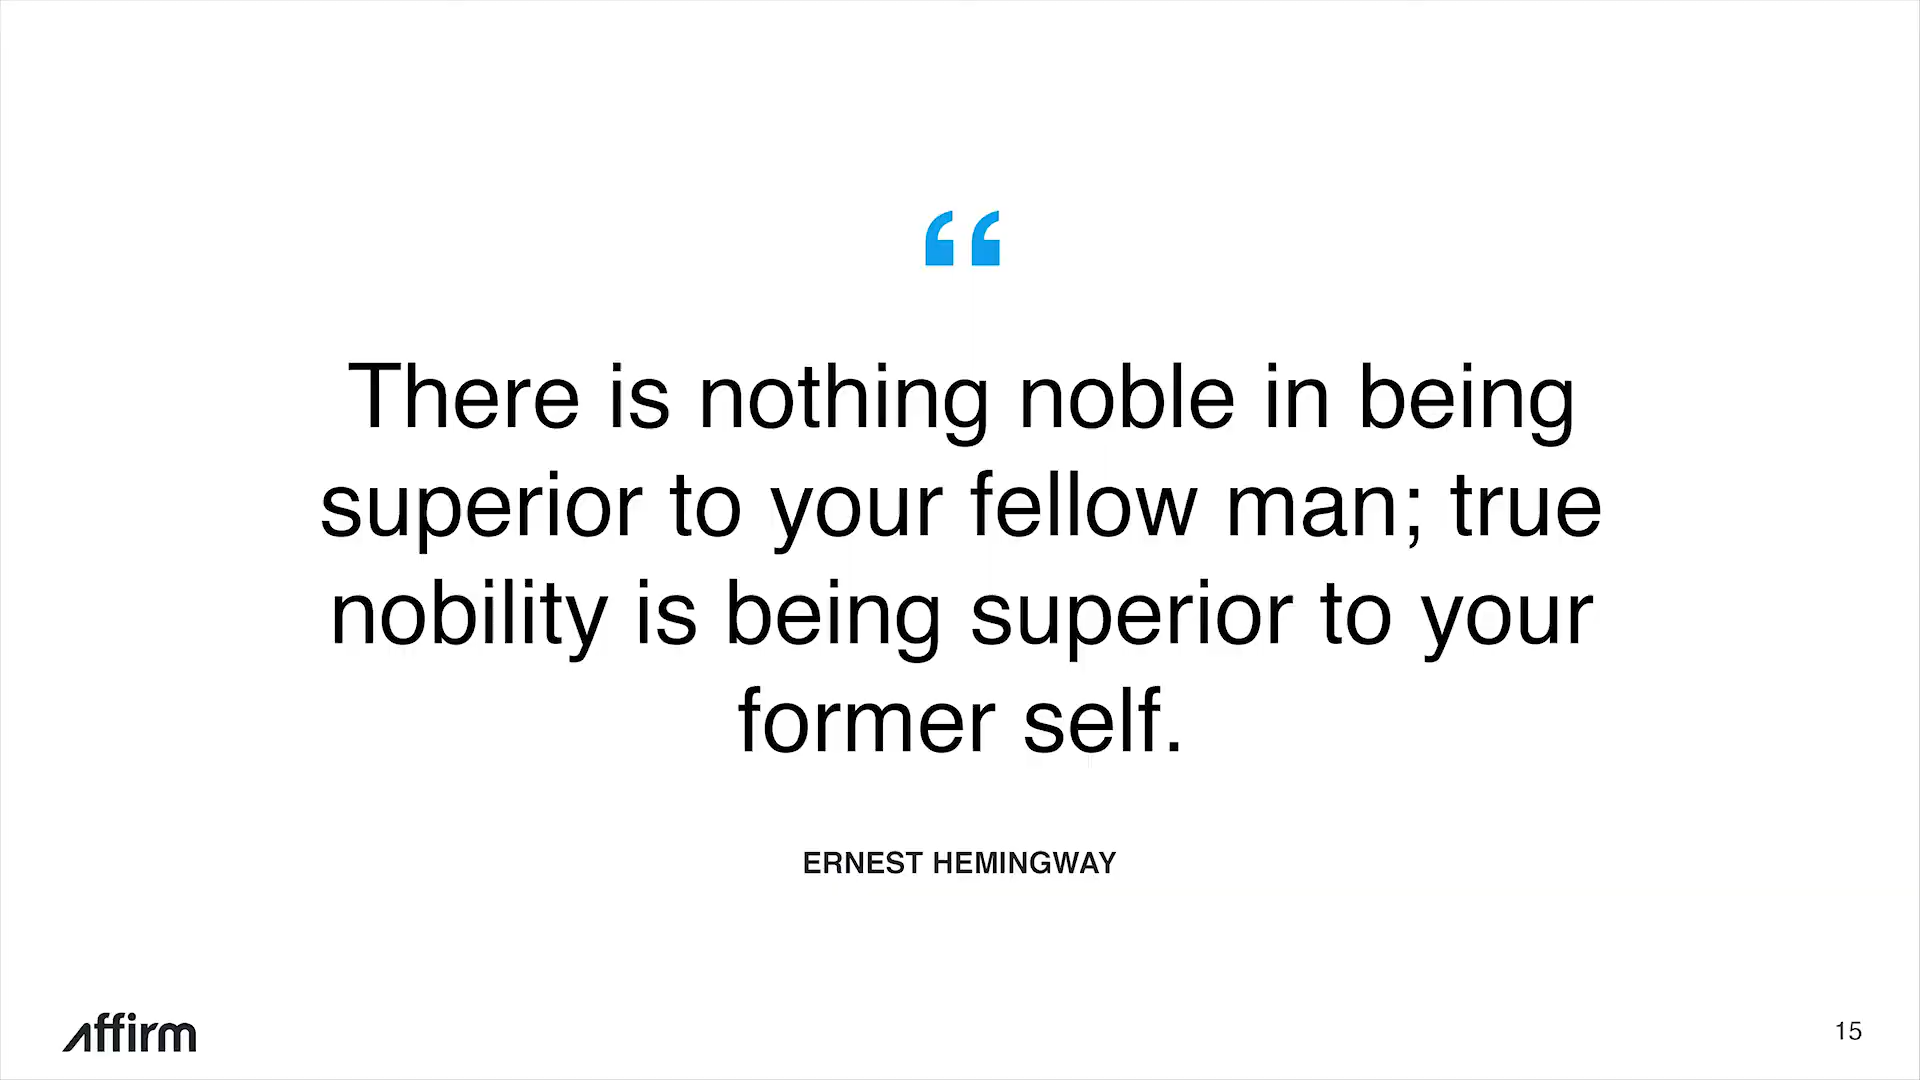 “
There is nothing noble in being
superior to your fellow man; true
nobility is being superior to your
former self.
ERNEST HEMINGWAY
affirm
15